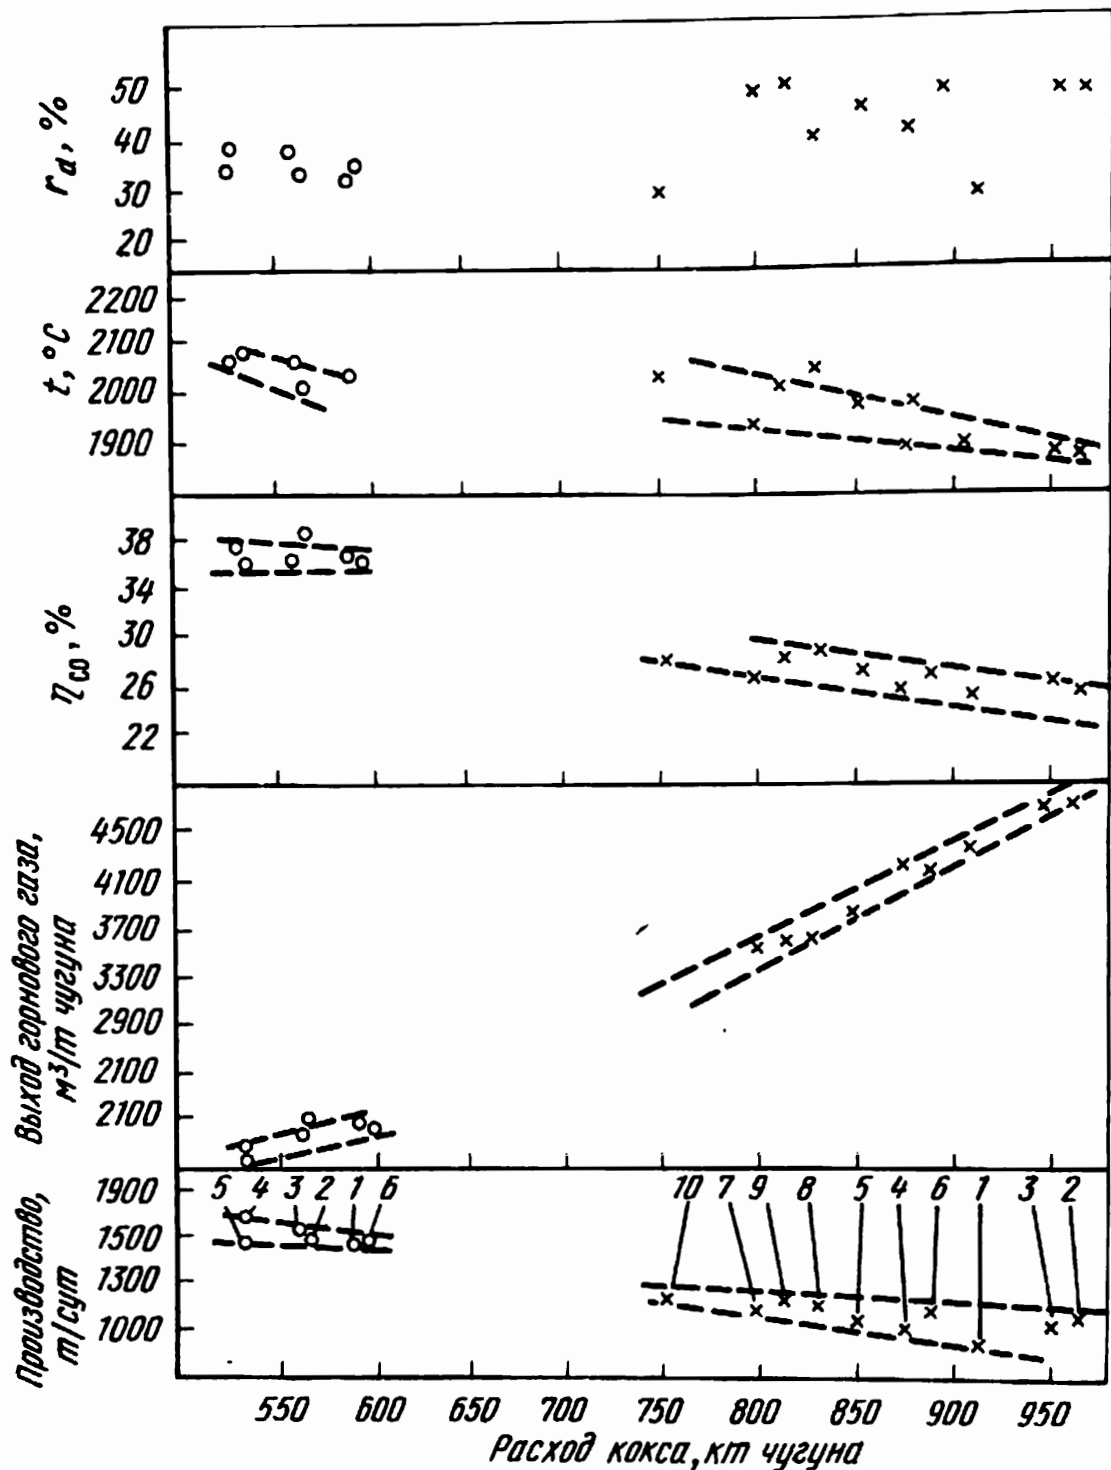 r_d, %
50
40
30
20
t, °C
2200
2100
2000
1900
η_CO, %
38
34
30
26
22
Выход горнового газа,
м³/т чугуна
4500
4100
3700
3300
2900
2100
2100
Производство,
т/сут
1900
1500
1300
1000
5 4 3 2 1 6 10 7 9 8 5 4 6 1 3 2
550 600 650 700 750 800 850 900 950
Расход кокса, кт чугуна